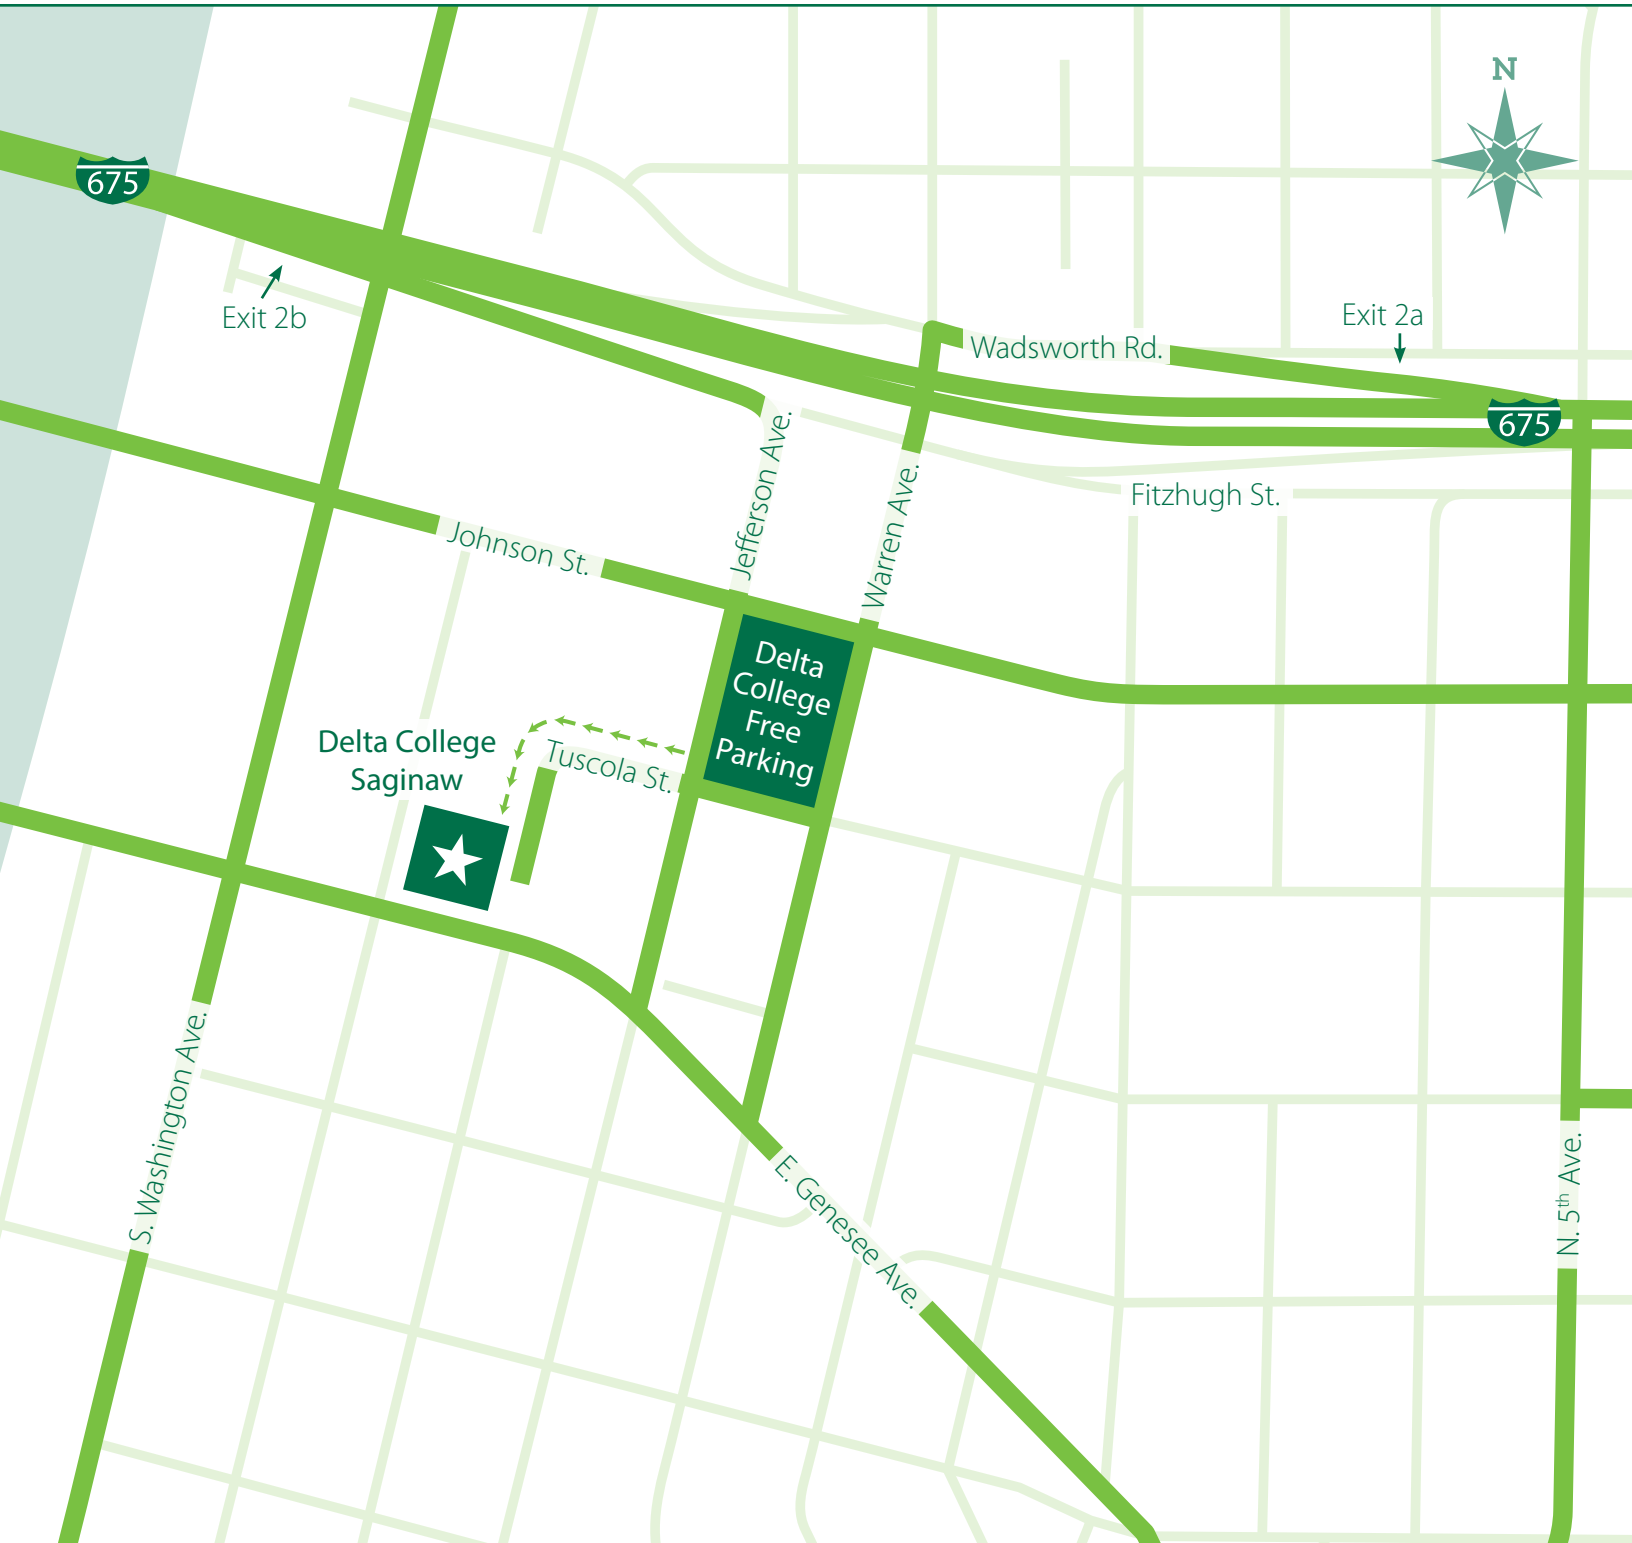 N
675
Exit 2b
Exit 2a
Wadsworth Rd.
675
Jefferson Ave.
Warren Ave.
Fitzhugh St.
Johnson St.
Delta
College
Free
Parking
Delta College
Saginaw
Tuscola St.
S. Washington Ave.
E. Genesee Ave.
N. 5th Ave.